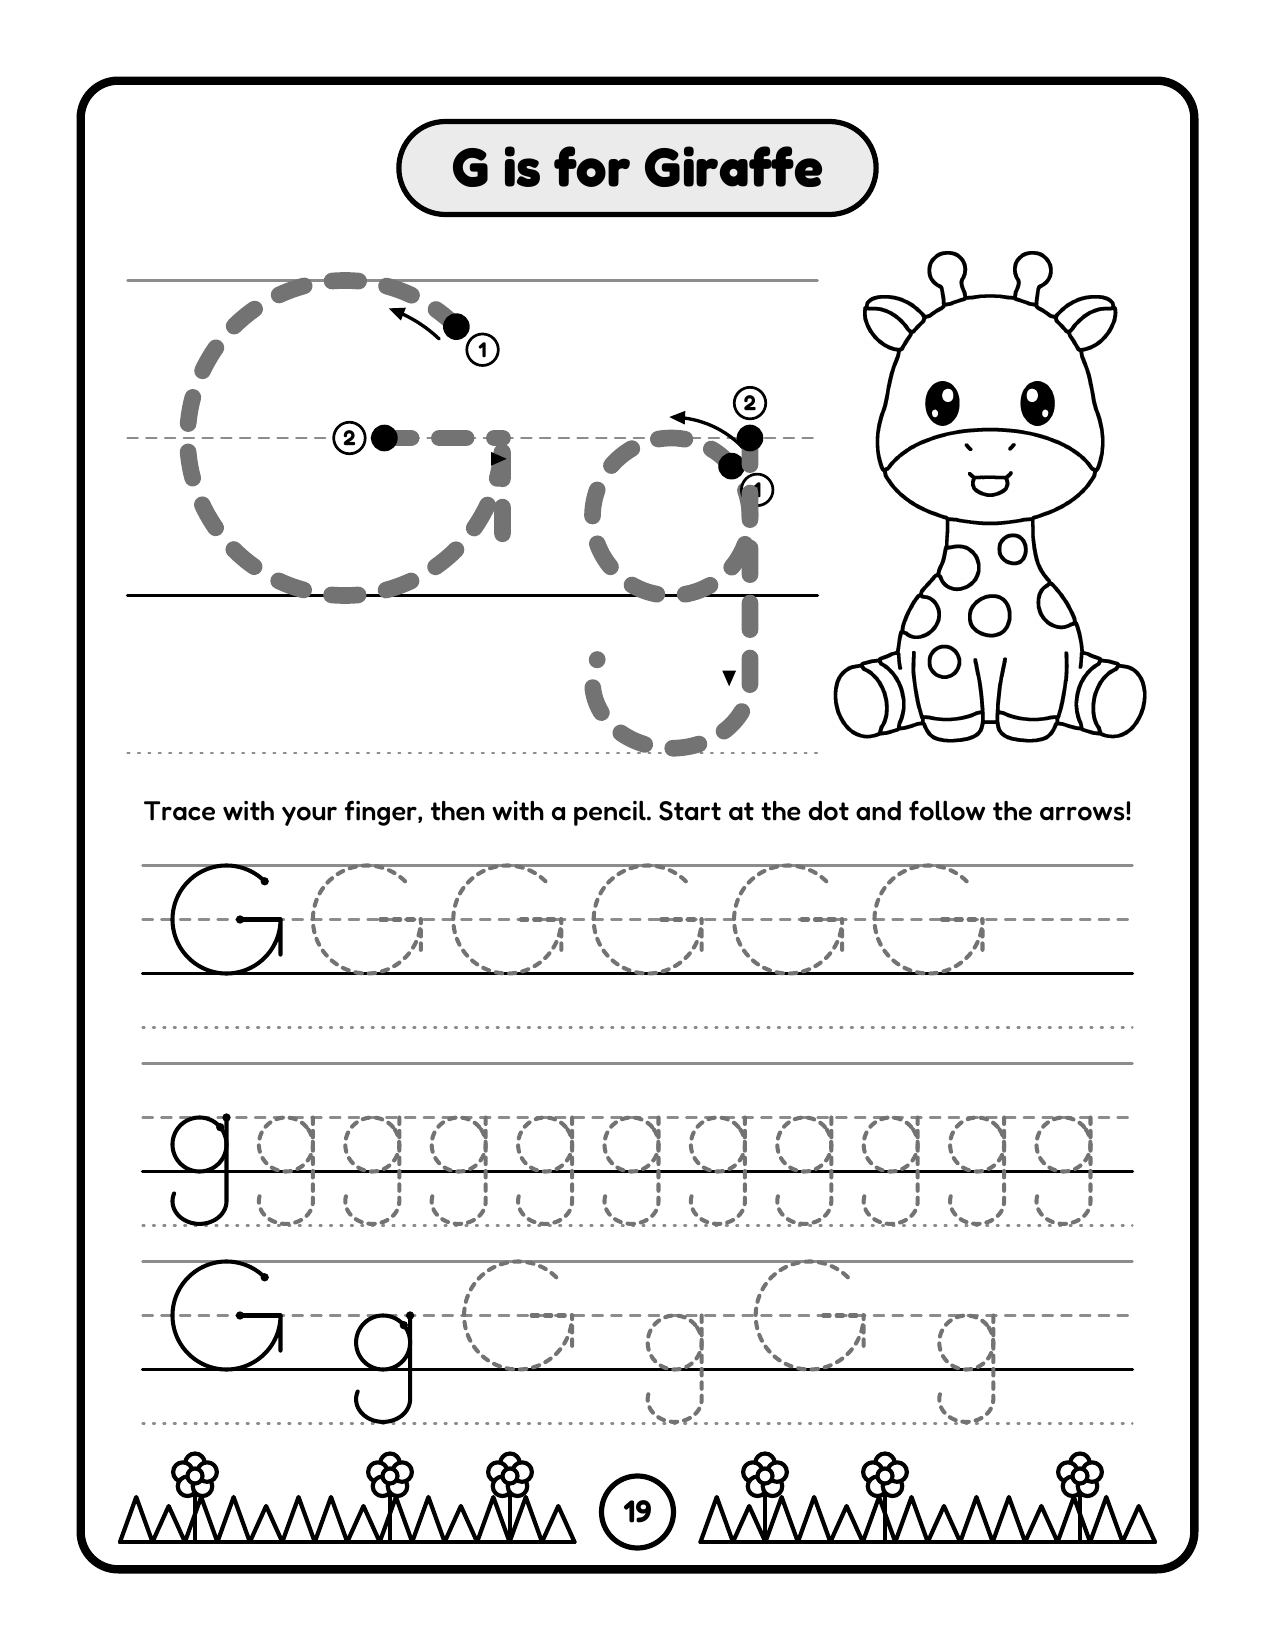 G is for Giraffe
1
2
2
1
G g
Trace with your finger, then with a pencil. Start at the dot and follow the arrows!
G G G G G G
g g g g g g g g g g g
G g G g G g
19